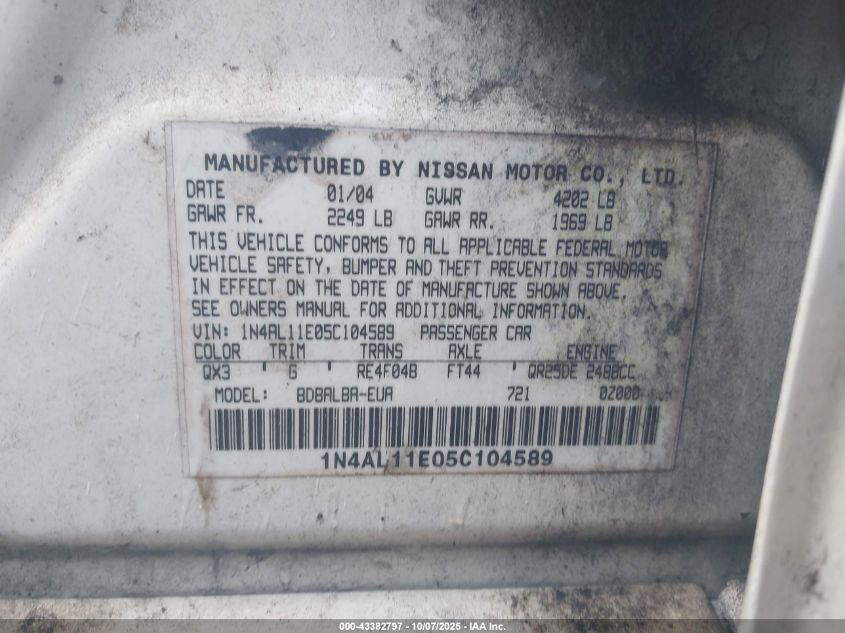 MANUFACTURED BY NISSAN MOTOR CO., LTD.
DATE 01/04 GVWR 4202 LB
GAWR FR. 2249 LB GAWR RR. 1969 LB
THIS VEHICLE CONFORMS TO ALL APPLICABLE FEDERAL MOTOR
VEHICLE SAFETY, BUMPER AND THEFT PREVENTION STANDARDS
IN EFFECT ON THE DATE OF MANUFACTURE SHOWN ABOVE.
SEE OWNERS MANUAL FOR ADDITIONAL INFORMATION.
VIN: 1N4AL11E05C104589 PASSENGER CAR
COLOR TRIM TRANS AXLE ENGINE
QX3 G RE4F04B FT44 QR25DE 2488CC
MODEL: BDBALBA-EUA 721 0Z000
1N4AL11E05C104589
000-43382797 - 10/07/2025 - IAA Inc.